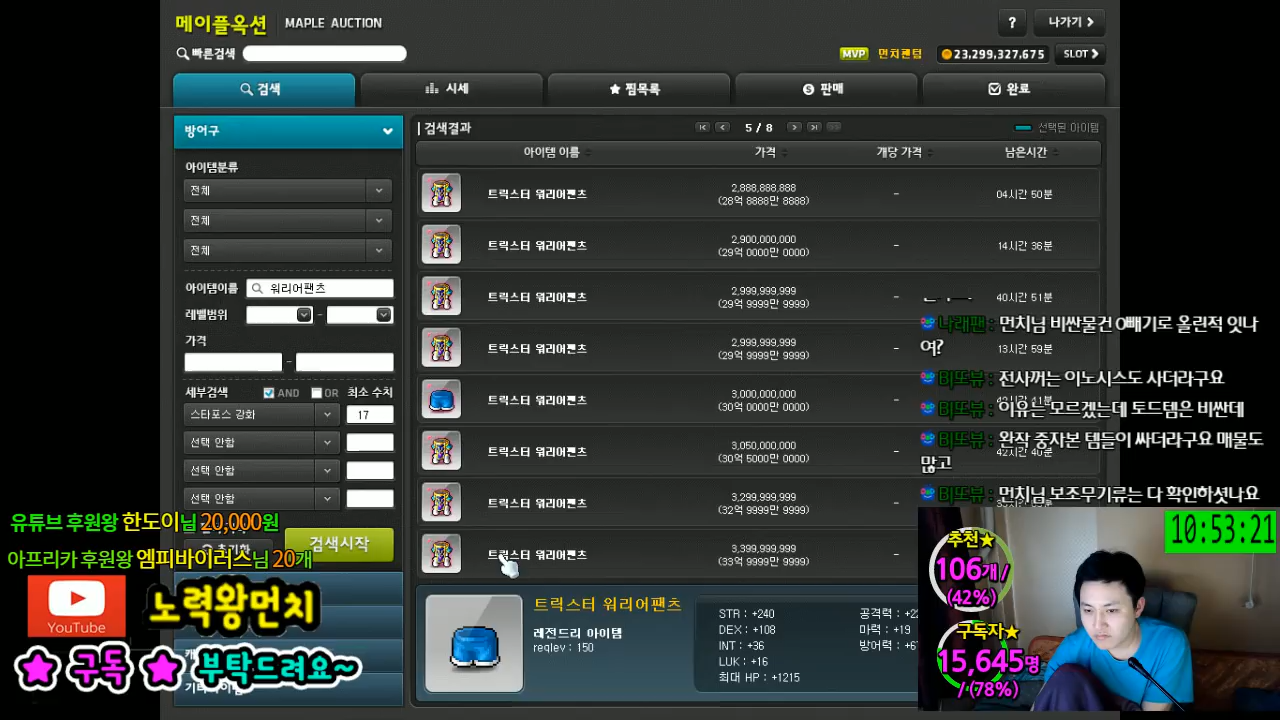 메이플옥션 MAPLE AUCTION
? 나가기
빠른검색
MVP 먼치퀸텀 23,299,327,675 SLOT
검색 시세 찜목록 판매 완료
방어구
아이템분류
전체
전체
전체
아이템이름 워리어팬츠
레벨범위 -
가격
-
세부검색 AND OR 최소 수치
스타포스 강화 17
선택 안함
선택 안함
선택 안함
초기화 검색시작
검색결과 5 / 8 선택된 아이템
아이템 이름 가격 개당 가격 남은시간
트릭스터 워리어팬츠 2,888,888,888 - 04시간 50분
(28억 8888만 8888)
트릭스터 워리어팬츠 2,900,000,000 - 14시간 36분
(29억 0000만 0000)
트릭스터 워리어팬츠 2,999,999,999 - 40시간 51분
(29억 9999만 9999)
트릭스터 워리어팬츠 2,999,999,999 - 13시간 59분
(29억 9999만 9999)
트릭스터 워리어팬츠 3,000,000,000 -
(30억 0000만 0000)
트릭스터 워리어팬츠 3,050,000,000 - 42시간 40분
(30억 5000만 0000)
트릭스터 워리어팬츠 3,299,999,999 -
(32억 9999만 9999)
트릭스터 워리어팬츠 3,399,999,999 -
(33억 9999만 9999)
트릭스터 워리어팬츠
레전드리 아이템
reqlev : 150
STR : +240 공격력 : +22
DEX : +108 마력 : +19
INT : +36 방어력 : +6
LUK : +16
최대 HP : +1215
나래팬 : 먼치님 비싼물건 0빼기로 올린적 잇나
여?
B|또뷰 : 전사꺼는 이노시스도 사더라구요
B|또뷰 : 이유는 모르겠는데 토드템은 비싼데
B|또뷰 : 완작 중자본 템들이 싸더라구요 매물도
많고
B|또뷰 : 먼치님 보조무기류는 다 확인하셧나요
10:53:21
추천★
106개/
(42%)
구독자★
15,645명
/ (78%)
유튜브 후원왕 한도이님 20,000원
아프리카 후원왕 엠피바이러스님 20개
YouTube 노력왕먼치
★ 구독 ★ 부탁드려요~